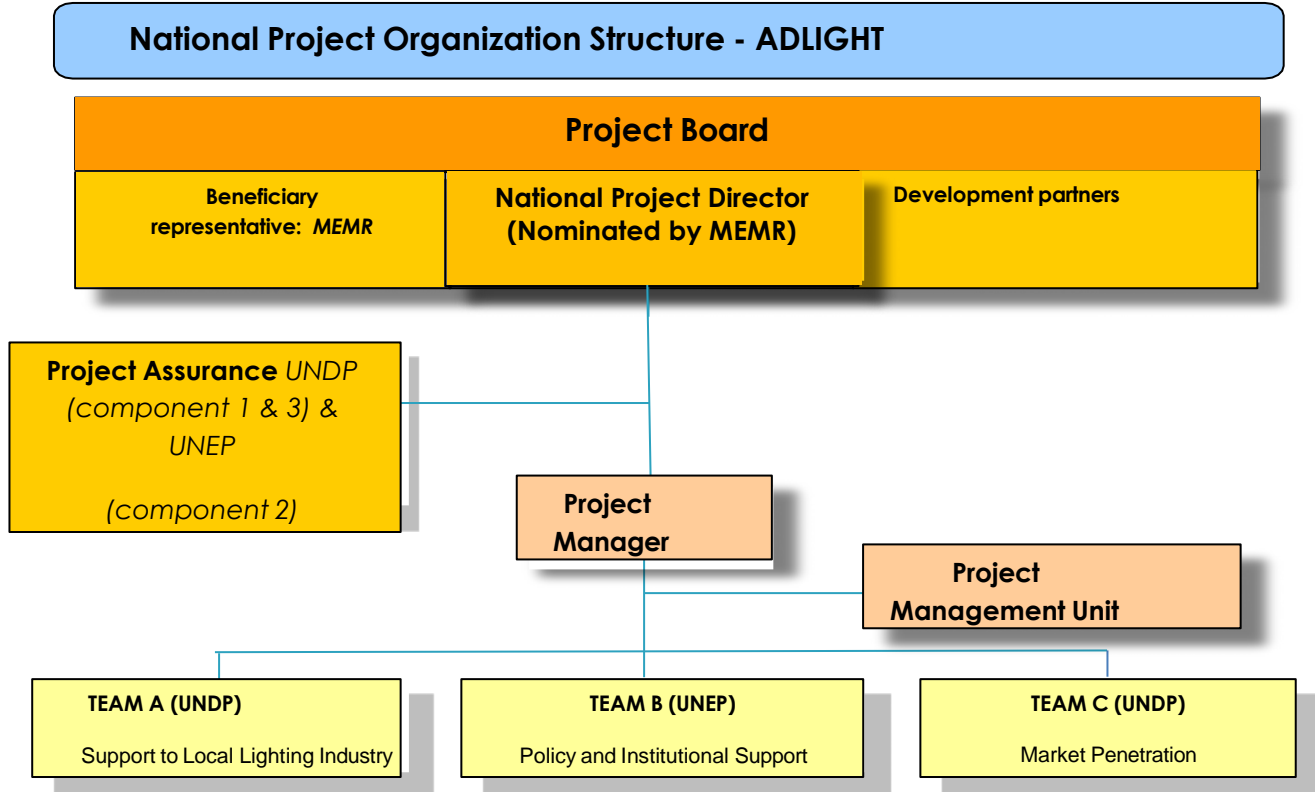 National Project Organization Structure - ADLIGHT
Project Board
Beneficiary
representative: MEMR
National Project Director
(Nominated by MEMR)
Development partners
Project Assurance UNDP
(component 1 & 3) &
UNEP
(component 2)
Project
Manager
Project
Management Unit
TEAM A (UNDP)
Support to Local Lighting Industry
TEAM B (UNEP)
Policy and Institutional Support
TEAM C (UNDP)
Market Penetration